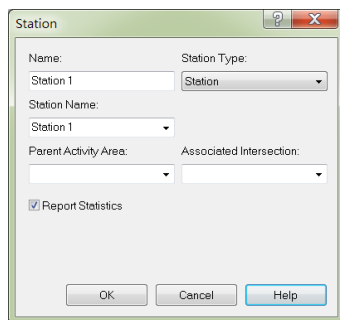 Station
Name: Station Type:
Station 1 Station
Station Name:
Station 1
Parent Activity Area: Associated Intersection:
Report Statistics
OK Cancel Help